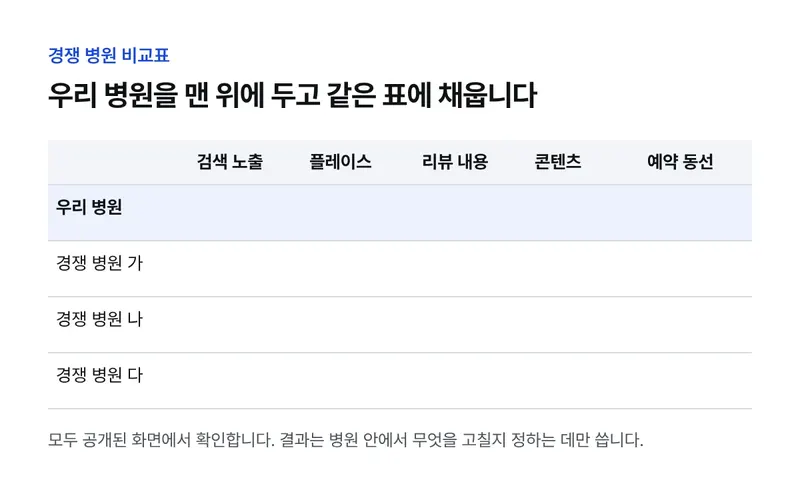 경쟁 병원 비교표
우리 병원을 맨 위에 두고 같은 표에 채웁니다
검색 노출 플레이스 리뷰 내용 콘텐츠 예약 동선
우리 병원
경쟁 병원 가
경쟁 병원 나
경쟁 병원 다
모두 공개된 화면에서 확인합니다. 결과는 병원 안에서 무엇을 고칠지 정하는 데만 씁니다.